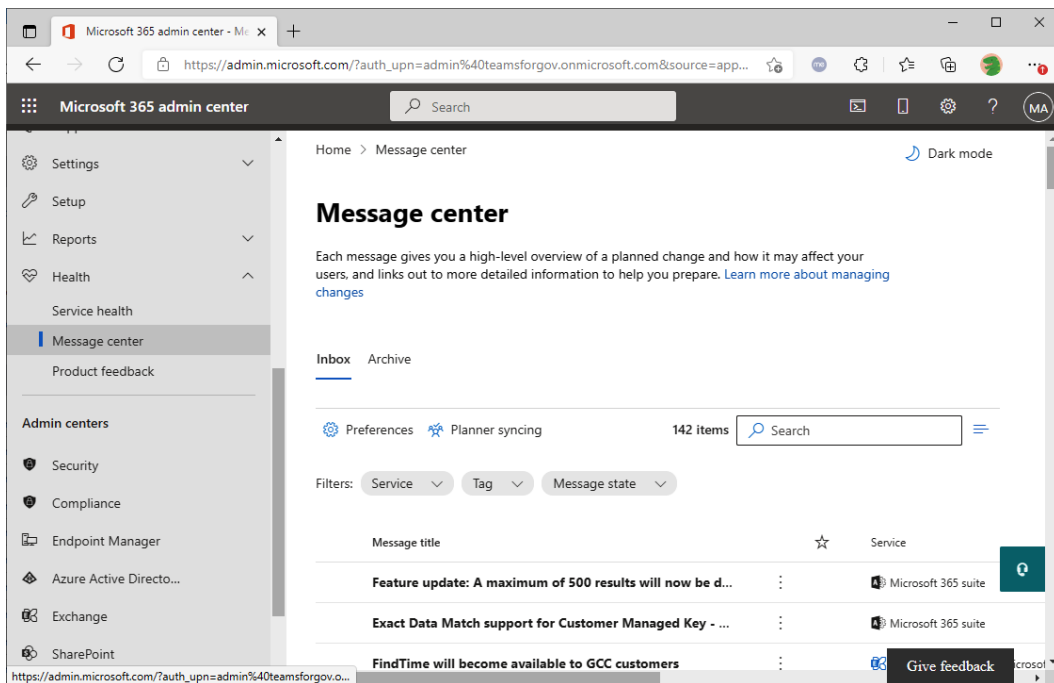 Microsoft 365 admin center - Me
https://admin.microsoft.com/?auth_upn=admin%40teamsforgov.onmicrosoft.com&source=app...
me
Microsoft 365 admin center
Search
?
MA
Settings
Setup
Reports
Health
Service health
Message center
Product feedback
Admin centers
Security
Compliance
Endpoint Manager
Azure Active Directo...
Exchange
SharePoint
https://admin.microsoft.com/?auth_upn=admin%40teamsforgov.o...
Home > Message center
Dark mode
Message center
Each message gives you a high-level overview of a planned change and how it may affect your
users, and links out to more detailed information to help you prepare. Learn more about managing
changes
Inbox Archive
Preferences Planner syncing 142 items Search
Filters: Service Tag Message state
Message title Service
Feature update: A maximum of 500 results will now be d... Microsoft 365 suite
Exact Data Match support for Customer Managed Key - ... Microsoft 365 suite
FindTime will become available to GCC customers
Give feedback